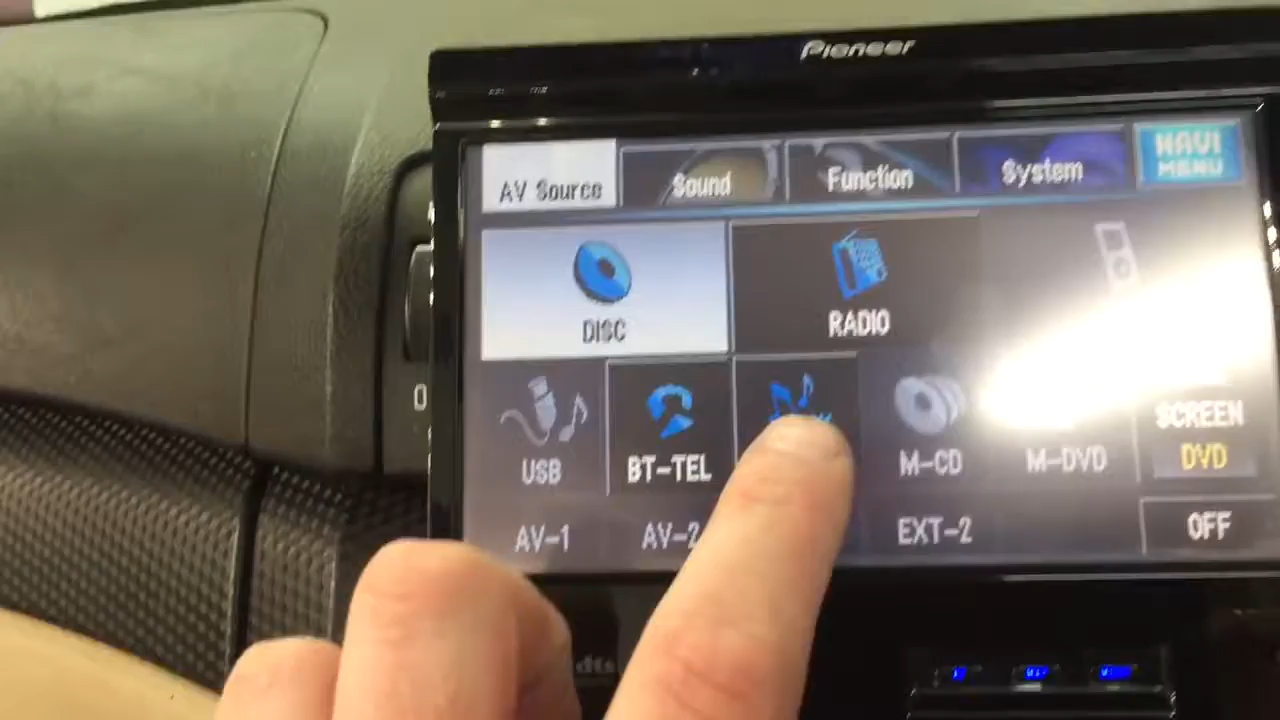 Pioneer
AV Source Sound Function System NAVI MENU
DISC RADIO
USB BT-TEL M-CD M-DVD SCREEN DVD
AV-1 AV-2 EXT-2 OFF
dts